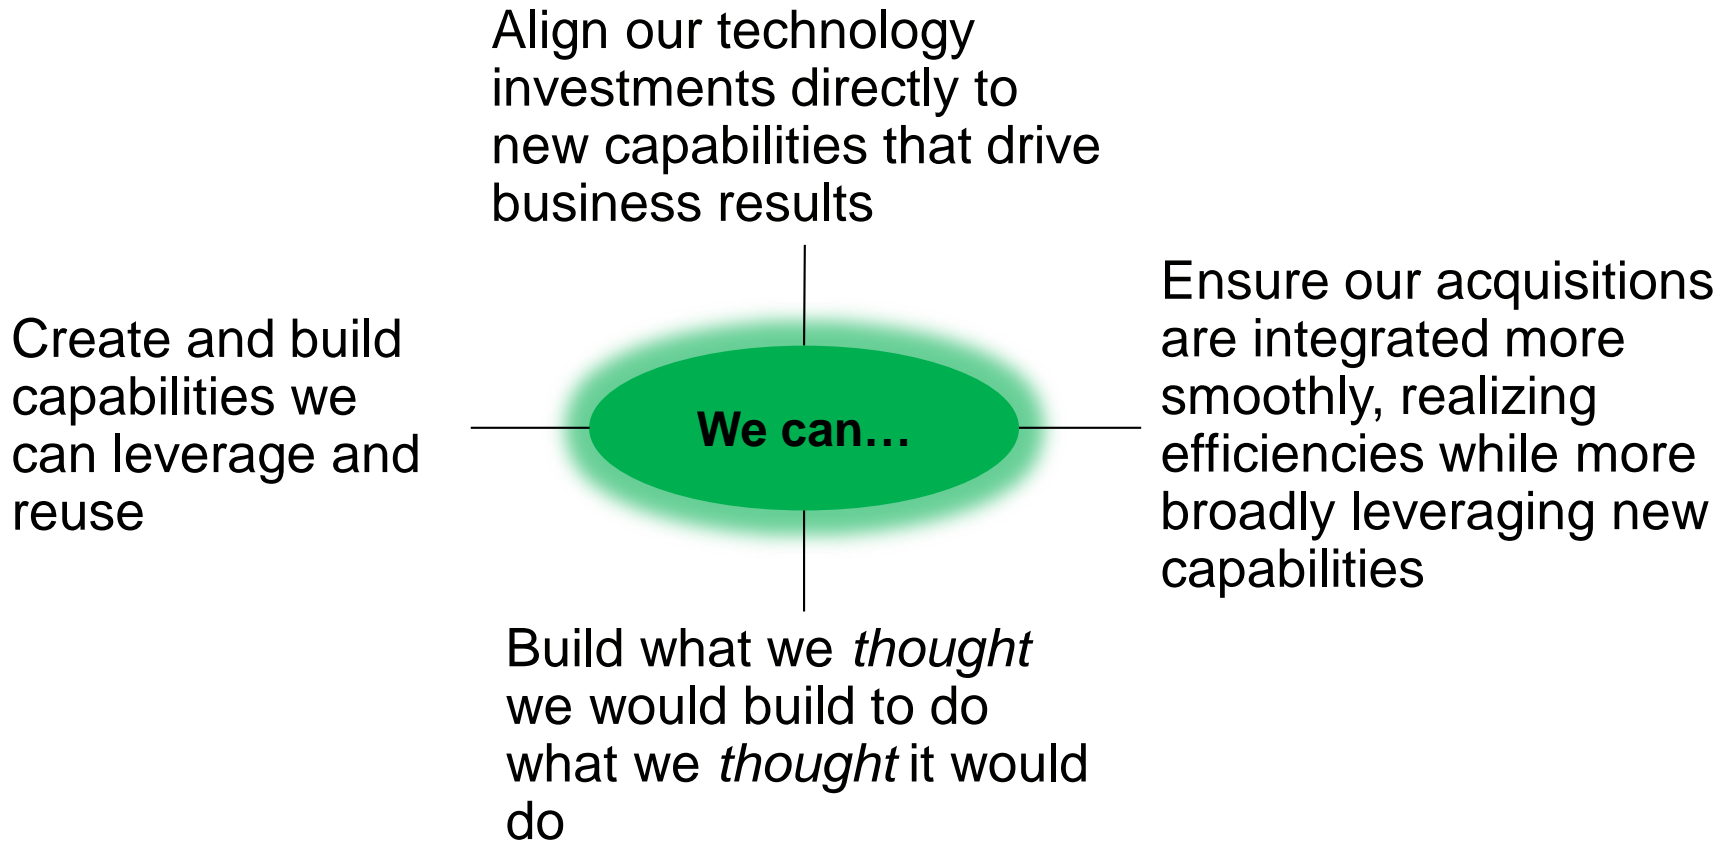 Align our technology
investments directly to
new capabilities that drive
business results
Create and build
capabilities we
can leverage and
reuse
We can…
Ensure our acquisitions
are integrated more
smoothly, realizing
efficiencies while more
broadly leveraging new
capabilities
Build what we thought
we would build to do
what we thought it would
do